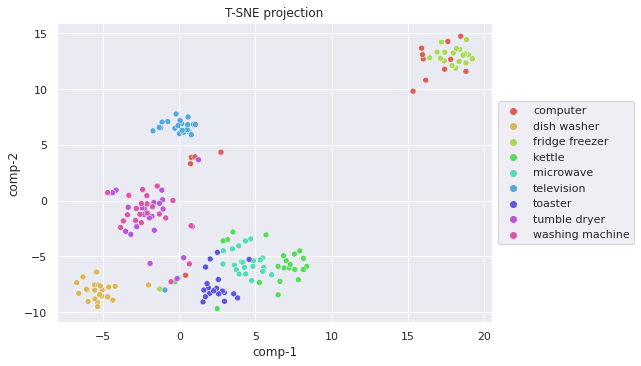 T-SNE projection
comp-2
15
10
5
0
−5
−10
−5
0
5
10
15
20
comp-1
computer
dish washer
fridge freezer
kettle
microwave
television
toaster
tumble dryer
washing machine